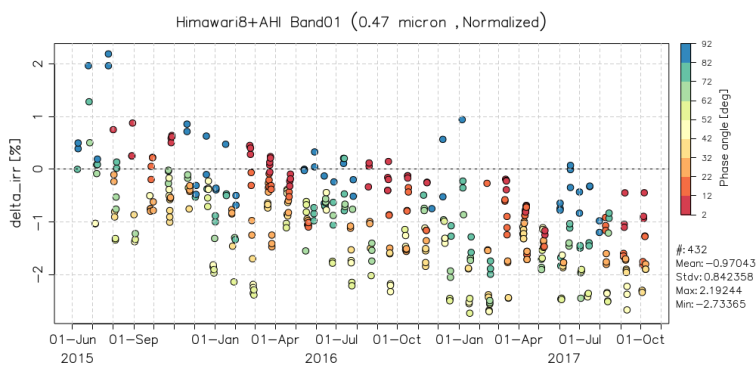 Himawari8+AHI Band01 (0.47 micron ,Normalized)
delta_irr [%]
2
1
0
−1
−2
01−Jun 01−Sep 01−Jan 01−Apr 01−Jul 01−Oct 01−Jan 01−Apr 01−Jul 01−Oct
2015 2016 2017
92
82
72
62
52
42
32
22
12
2
Phase angle [deg]
#: 432
Mean: −0.97043
Stdv: 0.842358
Max: 2.19244
Min: −2.73365